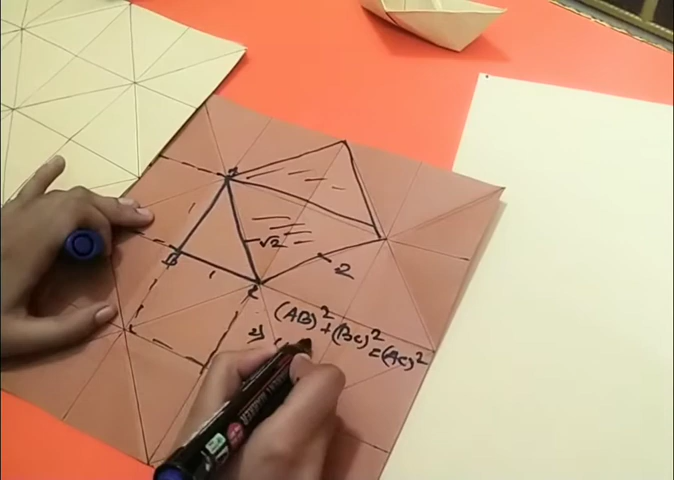 A
1
√2
B
1
2
C
(AB)² + (BC)² = (AC)²
⇒ (